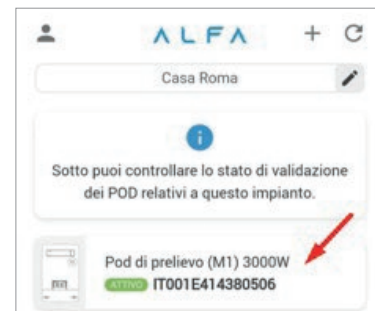 ALFA
Casa Roma
Sotto puoi controllare lo stato di validazione
dei POD relativi a questo impianto.
Pod di prelievo (M1) 3000W
ATTIVO IT001E414380506